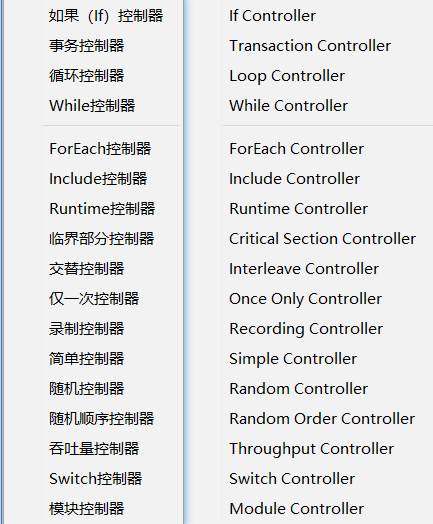 如果（If）控制器 If Controller
事务控制器 Transaction Controller
循环控制器 Loop Controller
While控制器 While Controller
ForEach控制器 ForEach Controller
Include控制器 Include Controller
Runtime控制器 Runtime Controller
临界部分控制器 Critical Section Controller
交替控制器 Interleave Controller
仅一次控制器 Once Only Controller
录制控制器 Recording Controller
简单控制器 Simple Controller
随机控制器 Random Controller
随机顺序控制器 Random Order Controller
吞吐量控制器 Throughput Controller
Switch控制器 Switch Controller
模块控制器 Module Controller